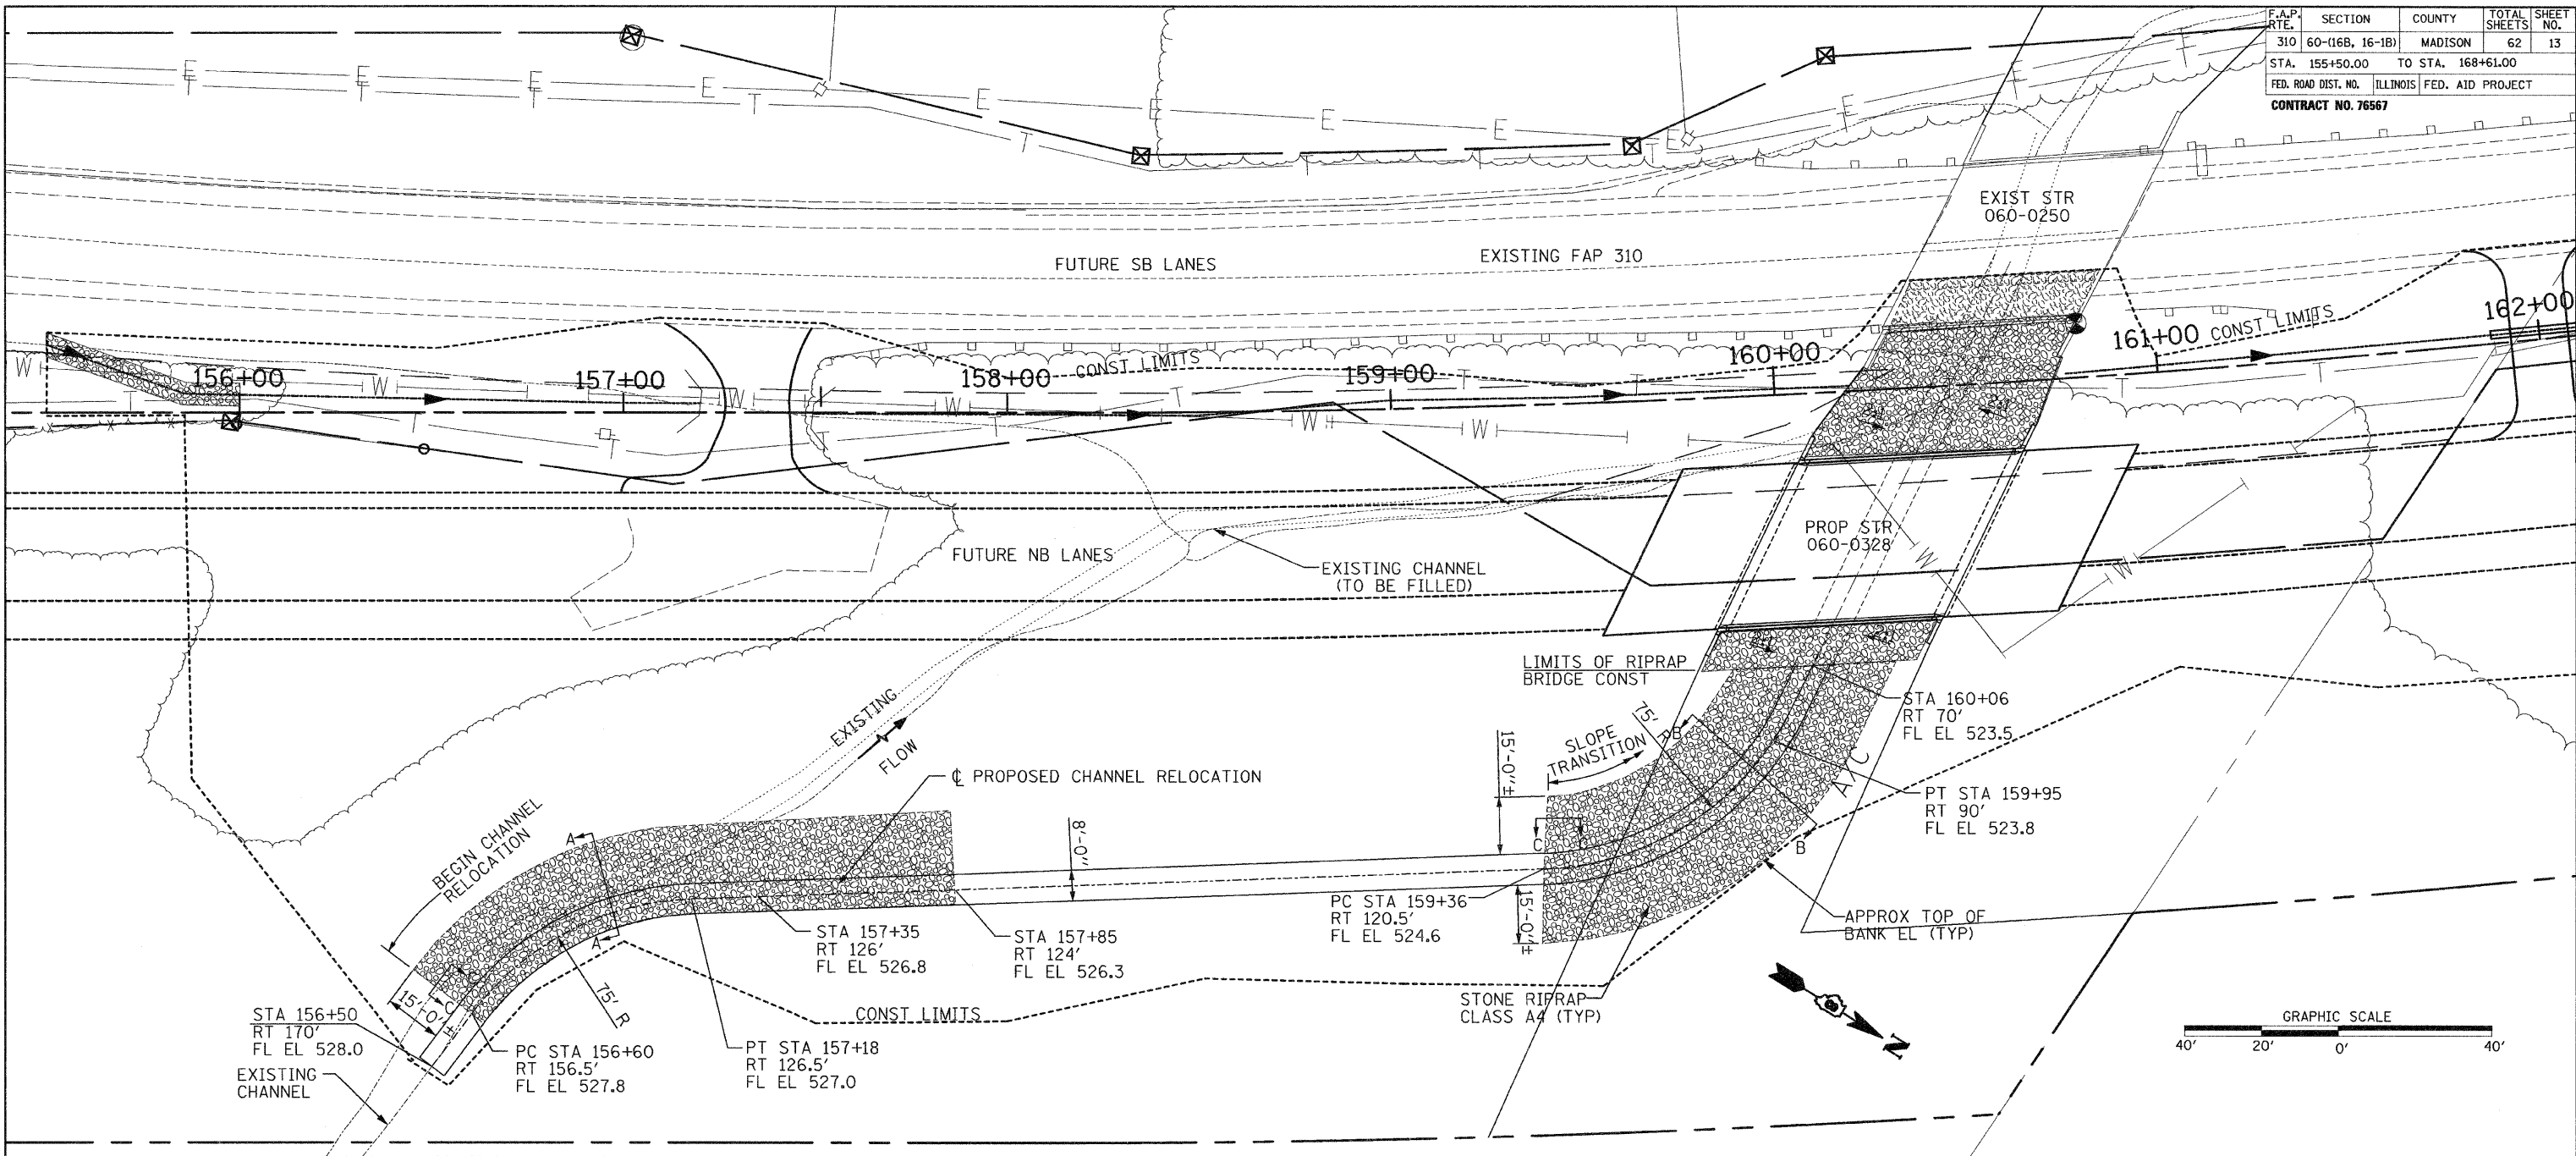 F.A.P. RTE. SECTION COUNTY TOTAL SHEETS SHEET NO.
310 60-(16B, 16-1B) MADISON 62 13
STA. 155+50.00 TO STA. 168+61.00
FED. ROAD DIST. NO. ILLINOIS FED. AID PROJECT
CONTRACT NO. 76567
EXIST STR
060-0250
FUTURE SB LANES
EXISTING FAP 310
156+00
157+00
158+00
159+00
160+00
161+00
162+00
CONST LIMITS
CONST LIMITS
FUTURE NB LANES
EXISTING CHANNEL
(TO BE FILLED)
PROP STR
060-0328
LIMITS OF RIPRAP
BRIDGE CONST
STA 160+06
RT 70'
FL EL 523.5
EXISTING
FLOW
15'-0"±
SLOPE
TRANSITION
75' R
B
B
A/C
℄ PROPOSED CHANNEL RELOCATION
PT STA 159+95
RT 90'
FL EL 523.8
BEGIN CHANNEL
RELOCATION
A
A
8'-0"
C
C
PC STA 159+36
RT 120.5'
FL EL 524.6
15'-0"±
APPROX TOP OF
BANK EL (TYP)
STA 157+35
RT 126'
FL EL 526.8
STA 157+85
RT 124'
FL EL 526.3
75' R
15'-0"±
C
CONST LIMITS
STONE RIPRAP
CLASS A4 (TYP)
STA 156+50
RT 170'
FL EL 528.0
PC STA 156+60
RT 156.5'
FL EL 527.8
PT STA 157+18
RT 126.5'
FL EL 527.0
EXISTING
CHANNEL
N
GRAPHIC SCALE
40' 20' 0' 40'